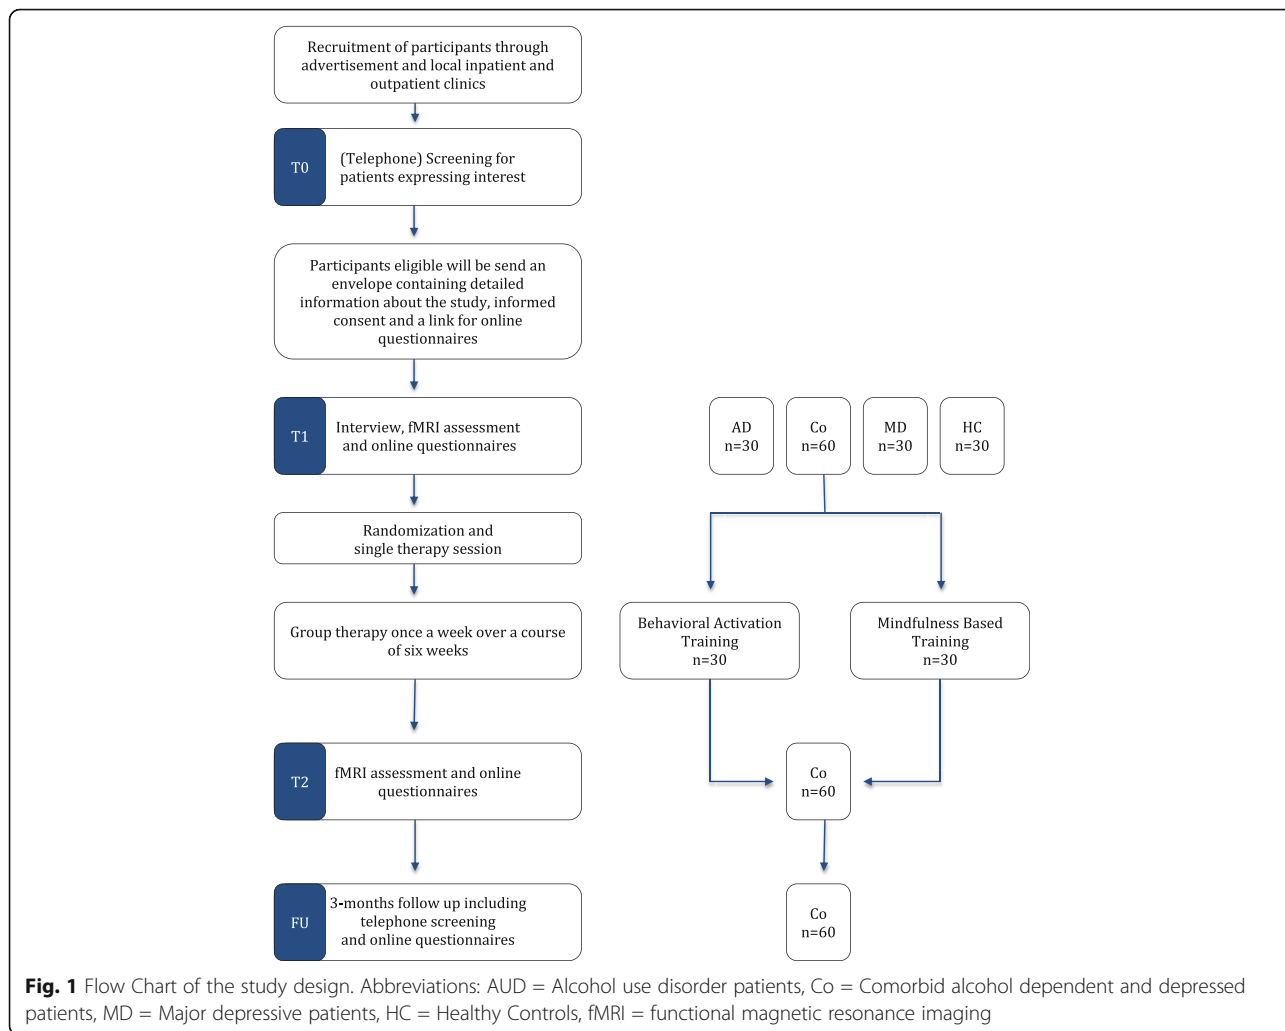 Recruitment of participants through
advertisement and local inpatient and
outpatient clinics
T0
(Telephone) Screening for
patients expressing interest
Participants eligible will be send an
envelope containing detailed
information about the study, informed
consent and a link for online
questionnaires
T1
Interview, fMRI assessment
and online questionnaires
AD
n=30
Co
n=60
MD
n=30
HC
n=30
Randomization and
single therapy session
Group therapy once a week over a course
of six weeks
Behavioral Activation
Training
n=30
Mindfulness Based
Training
n=30
T2
fMRI assessment and online
questionnaires
Co
n=60
FU
3-months follow up including
telephone screening
and online questionnaires
Co
n=60
Fig. 1 Flow Chart of the study design. Abbreviations: AUD = Alcohol use disorder patients, Co = Comorbid alcohol dependent and depressed
patients, MD = Major depressive patients, HC = Healthy Controls, fMRI = functional magnetic resonance imaging